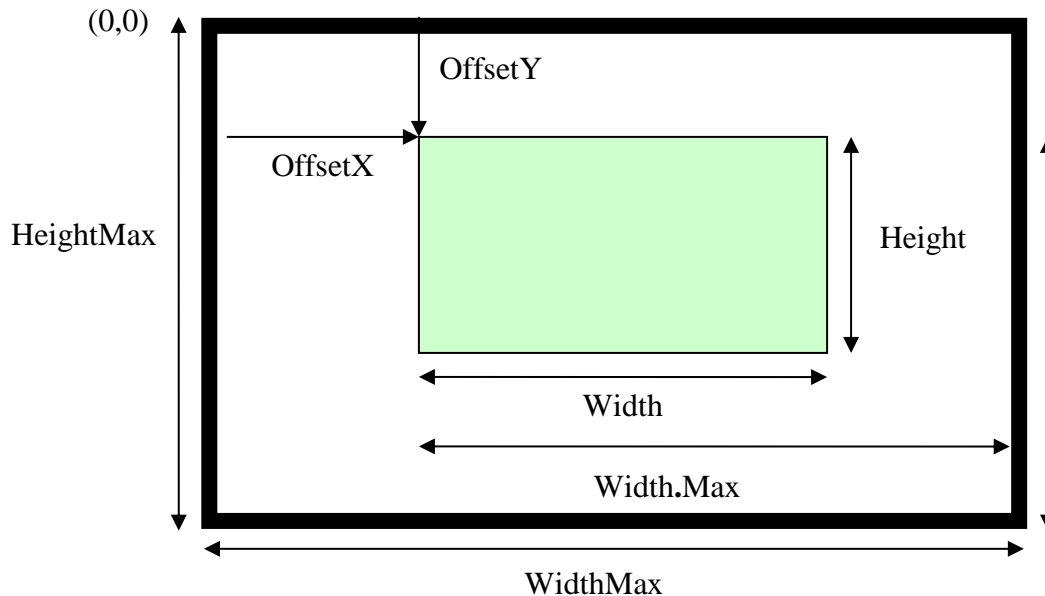 (0,0)
OffsetY
OffsetX
HeightMax
Height
Width
Width.Max
WidthMax